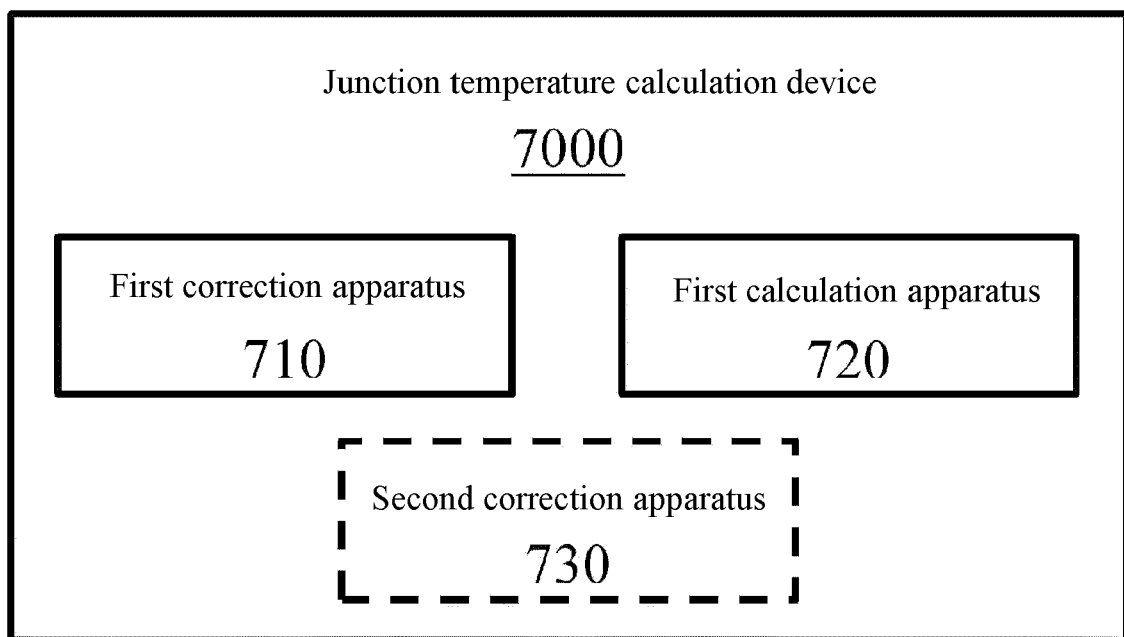 Junction temperature calculation device
7000
First correction apparatus
710
First calculation apparatus
720
Second correction apparatus
730